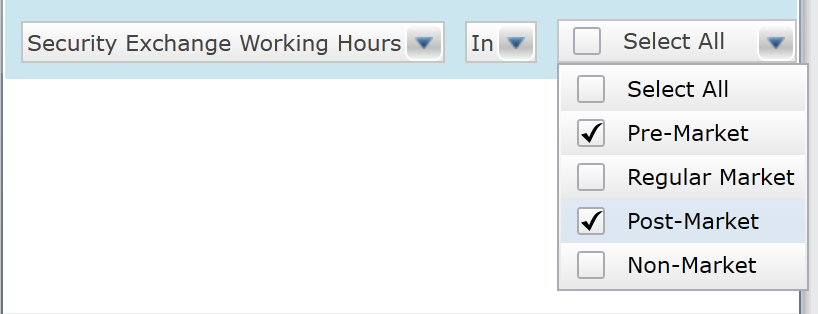 Security Exchange Working Hours In Select All
Select All
Pre-Market
Regular Market
Post-Market
Non-Market